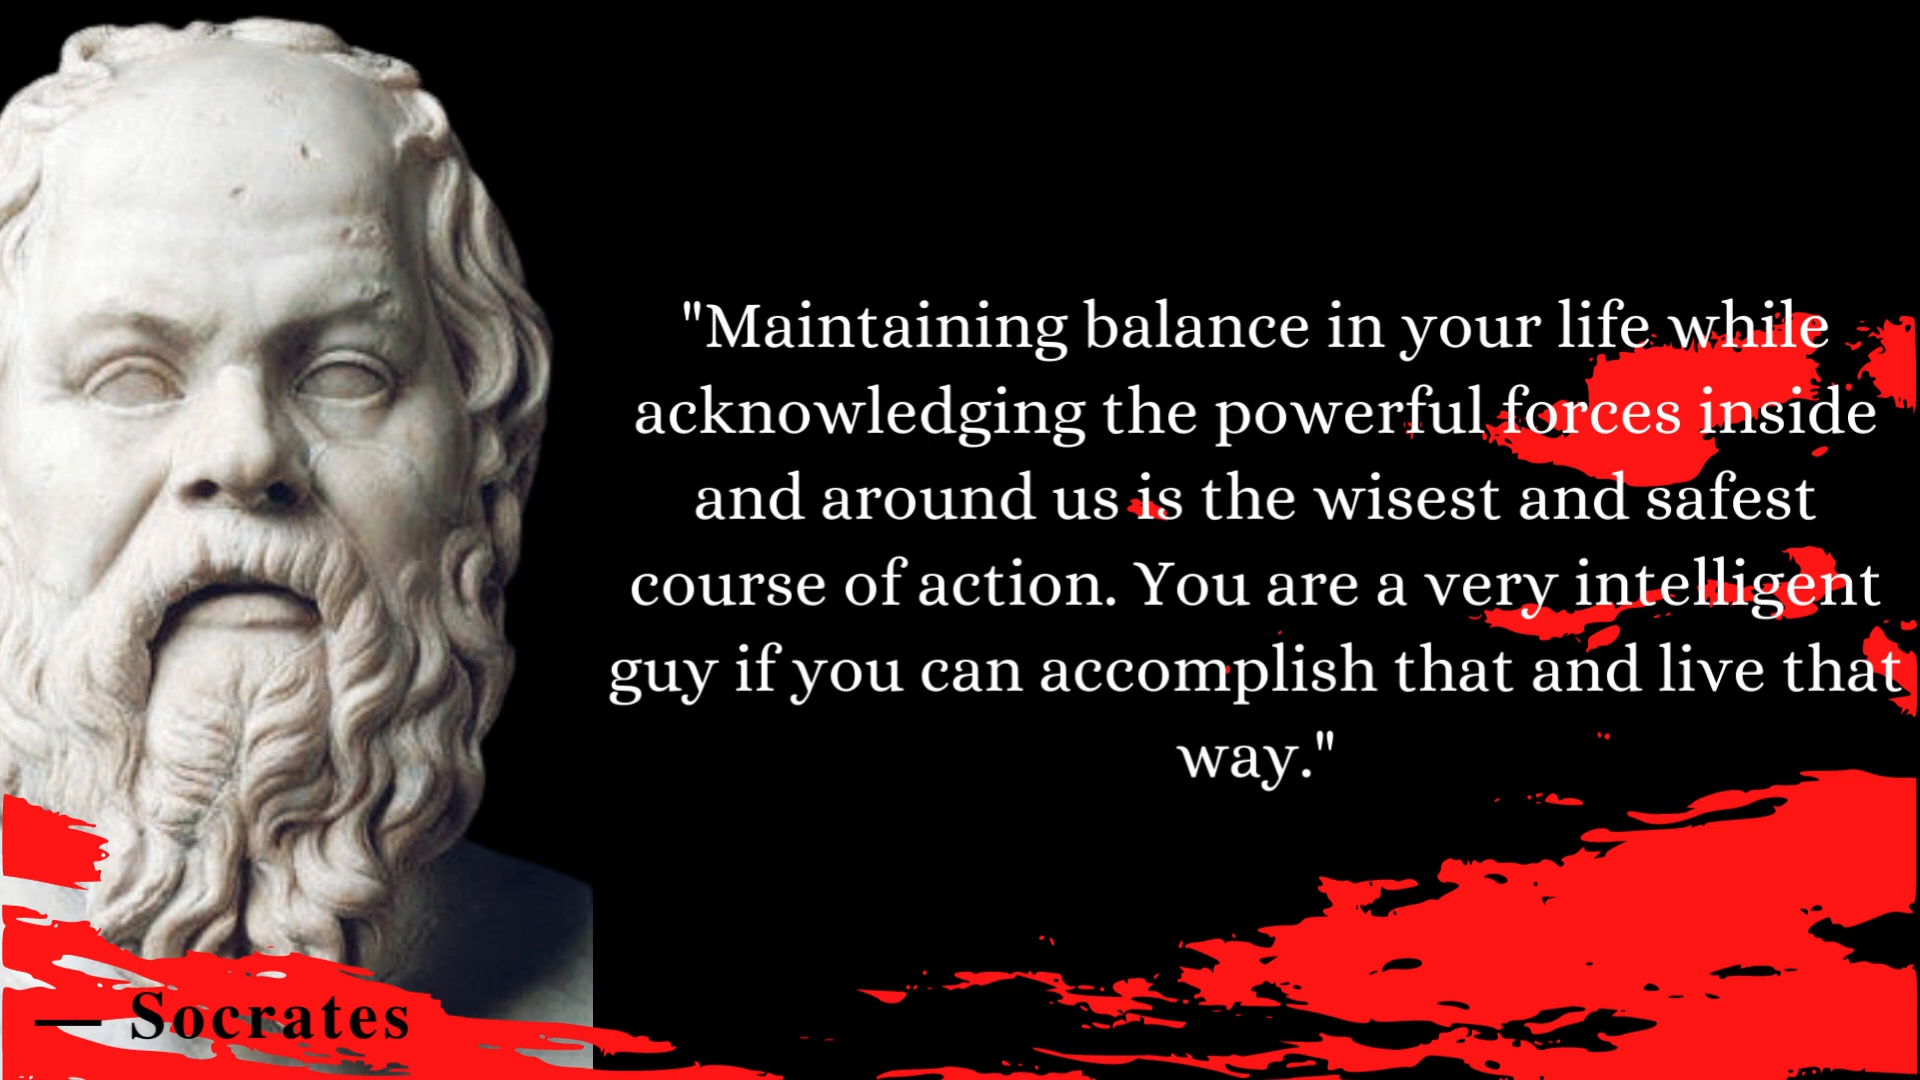 "Maintaining balance in your life while
acknowledging the powerful forces inside
and around us is the wisest and safest
course of action. You are a very intelligent
guy if you can accomplish that and live that
way."
— Socrates